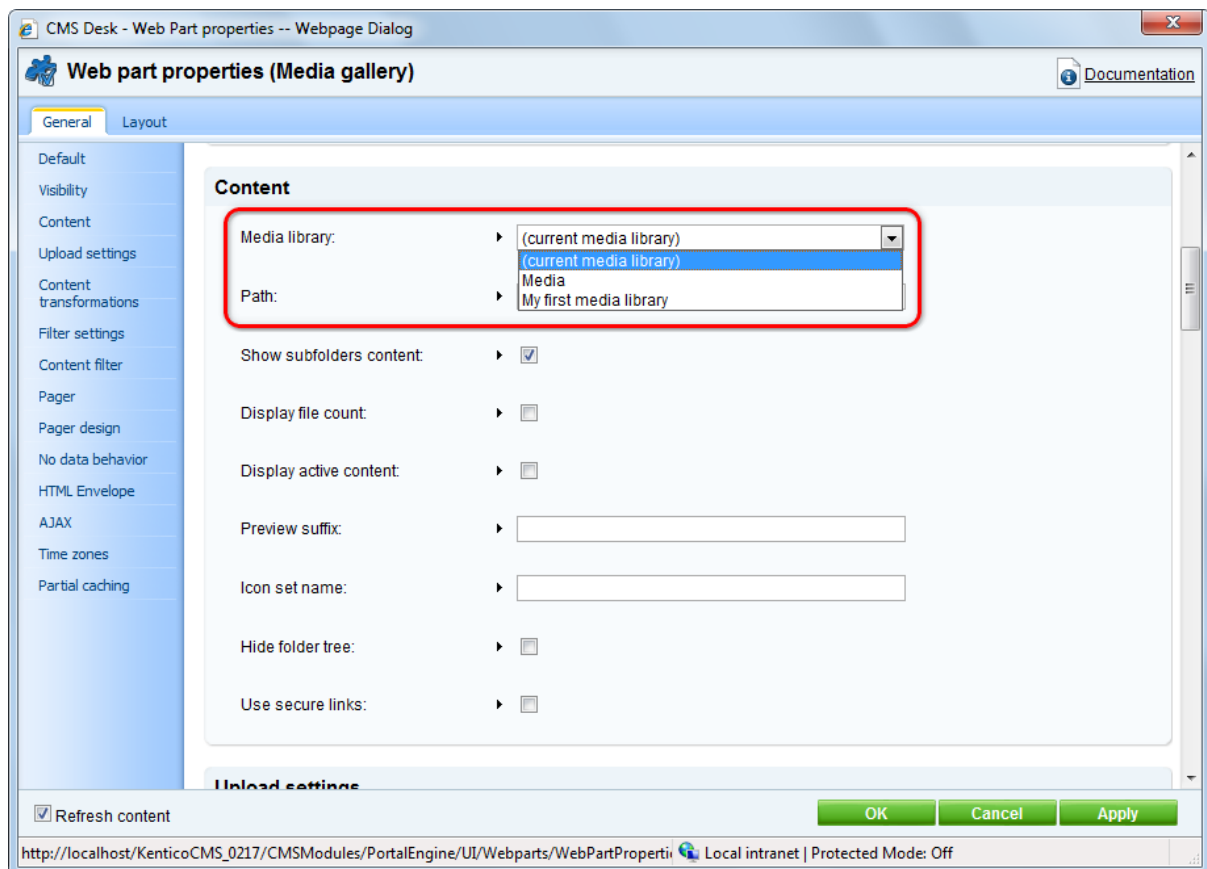 CMS Desk - Web Part properties -- Webpage Dialog
Web part properties (Media gallery)
Documentation
General
Layout
Default
Visibility
Content
Upload settings
Content
transformations
Filter settings
Content filter
Pager
Pager design
No data behavior
HTML Envelope
AJAX
Time zones
Partial caching
Content
Media library:
(current media library)
(current media library)
Media
My first media library
Path:
Show subfolders content:
Display file count:
Display active content:
Preview suffix:
Icon set name:
Hide folder tree:
Use secure links:
Upload settings
Refresh content
OK
Cancel
Apply
http://localhost/KenticoCMS_0217/CMSModules/PortalEngine/UI/Webparts/WebPartProperti
Local intranet | Protected Mode: Off